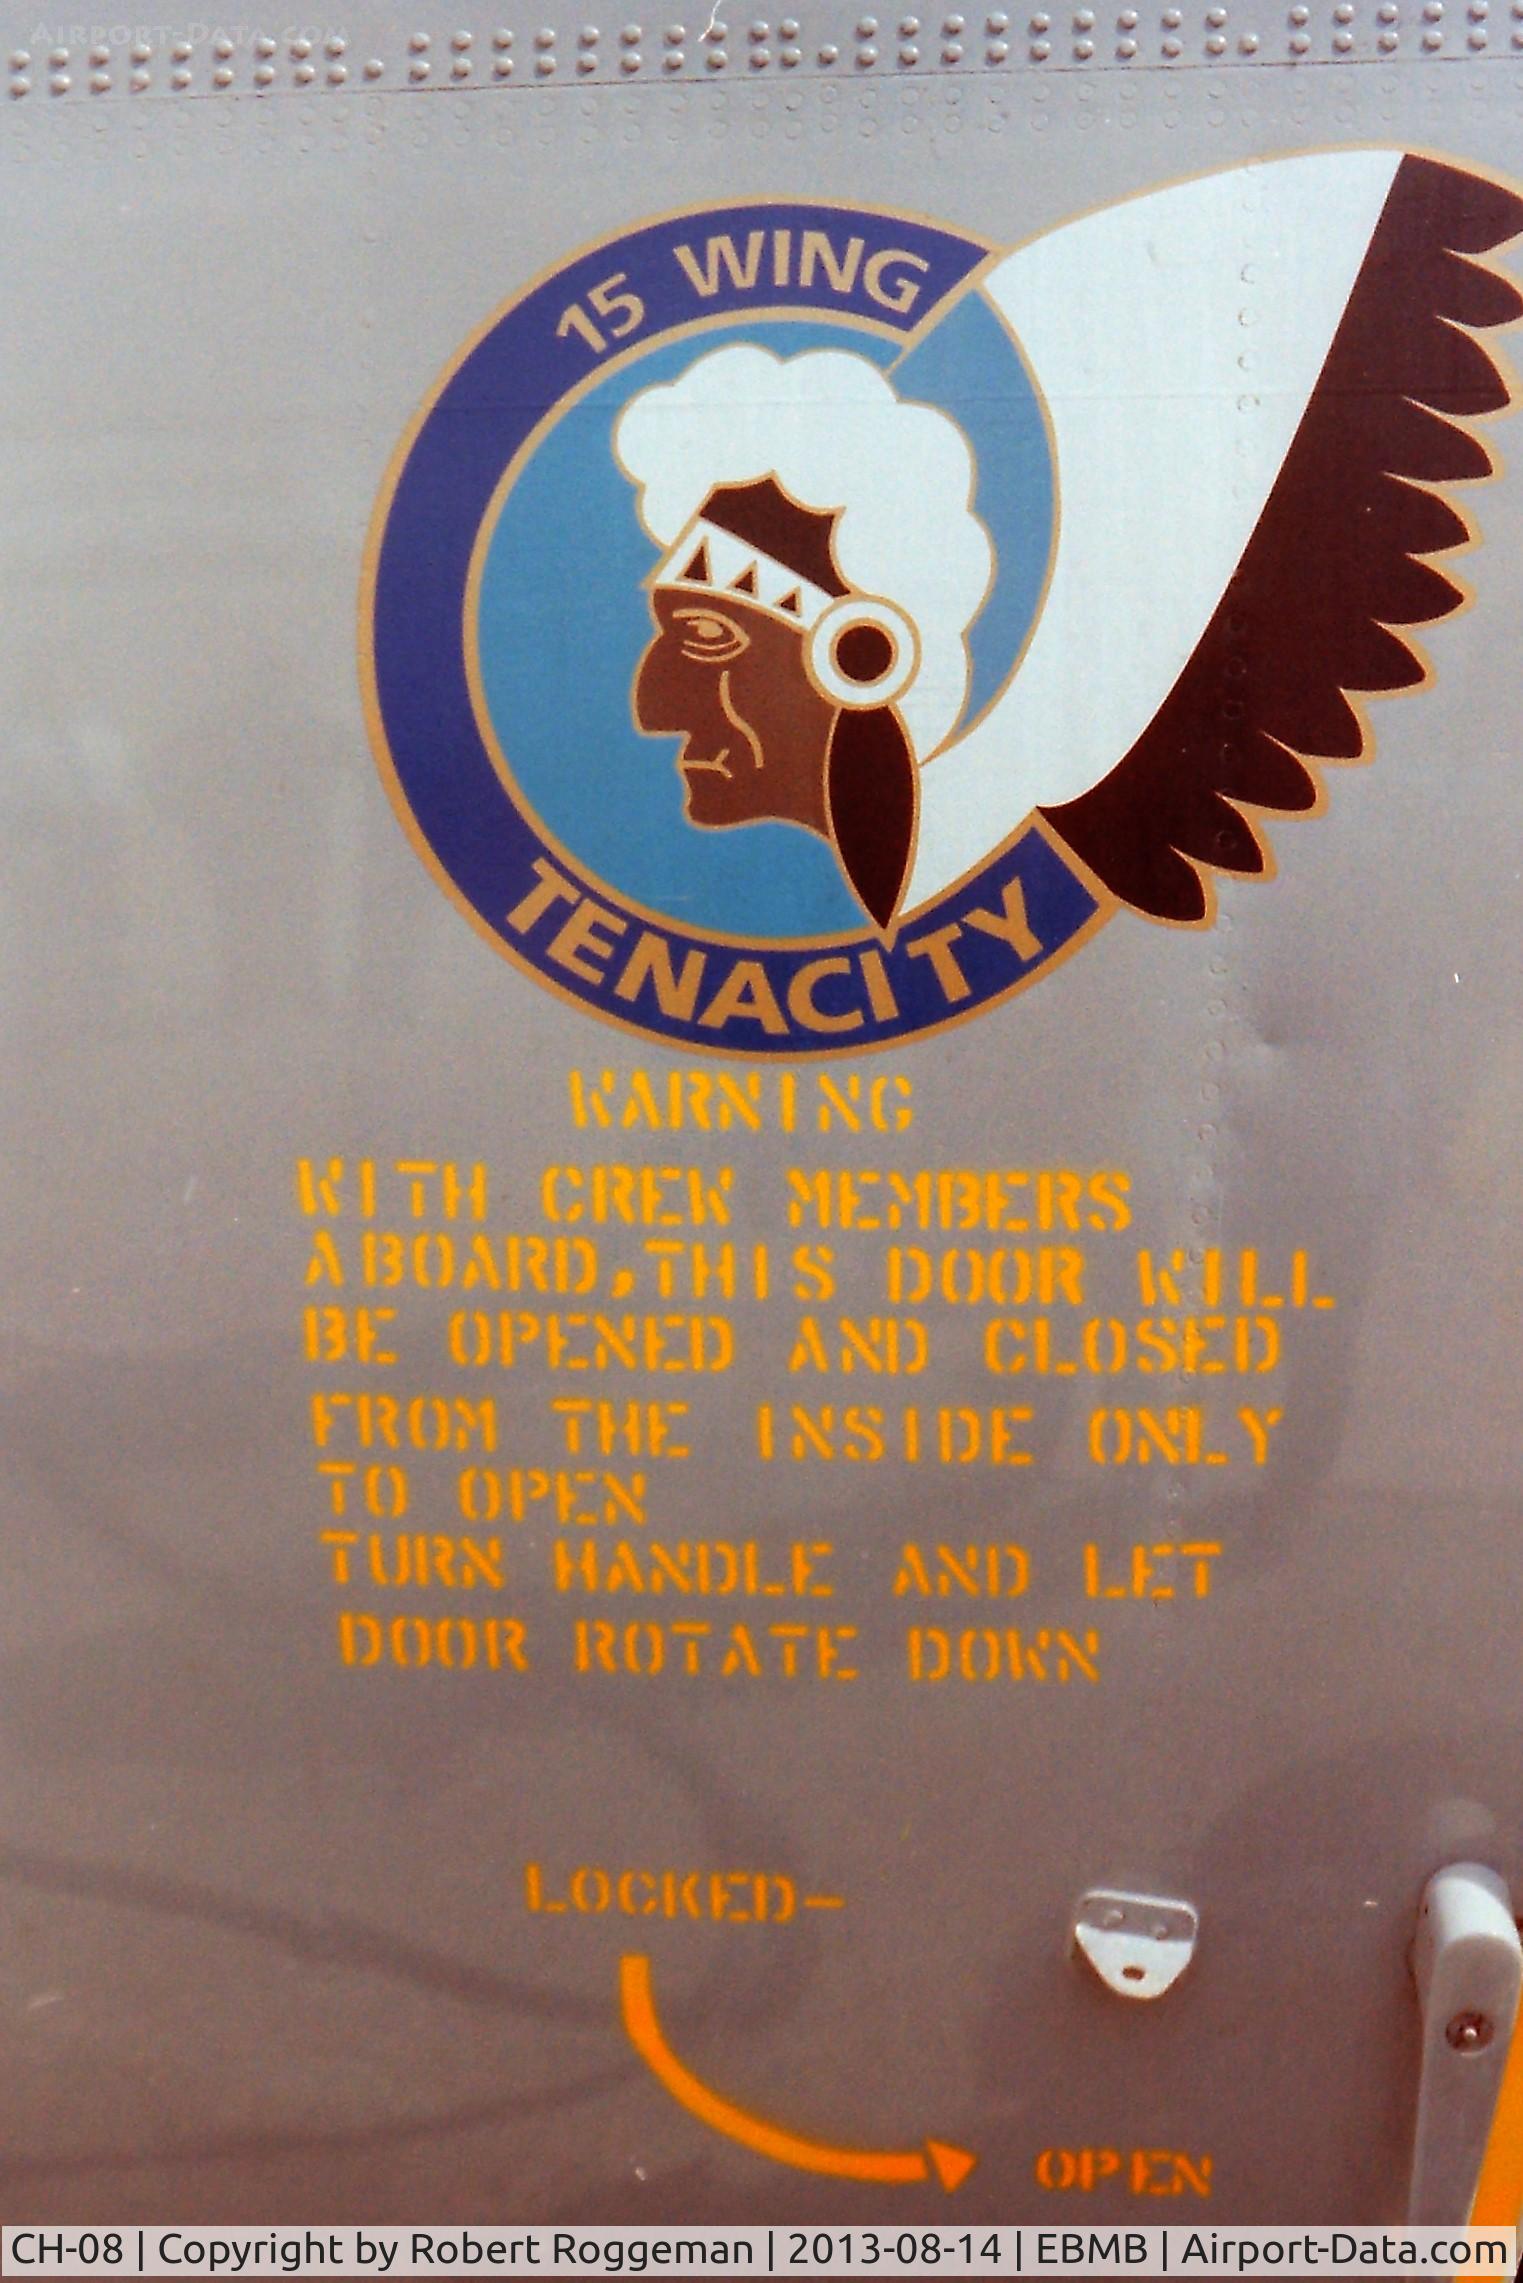 Airport-Data.com
15 WING
TENACITY
WARNING
WITH CREW MEMBERS
ABOARD,THIS DOOR WILL
BE OPENED AND CLOSED
FROM THE INSIDE ONLY
TO OPEN
TURN HANDLE AND LET
DOOR ROTATE DOWN
LOCKED-
OPEN
CH-08 | Copyright by Robert Roggeman | 2013-08-14 | EBMB | Airport-Data.com